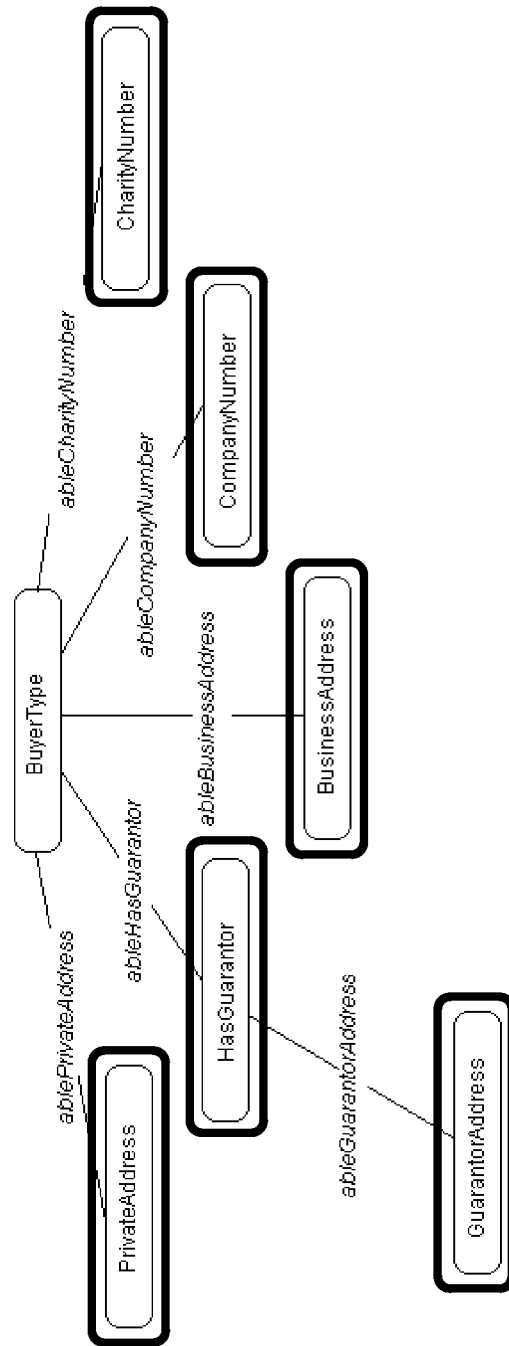 BuyerType
ablePrivateAddress
ableHasGuarantor
ableBusinessAddress
ableCompanyNumber
ableCharityNumber
PrivateAddress
HasGuarantor
BusinessAddress
CompanyNumber
CharityNumber
ableGuarantorAddress
GuarantorAddress